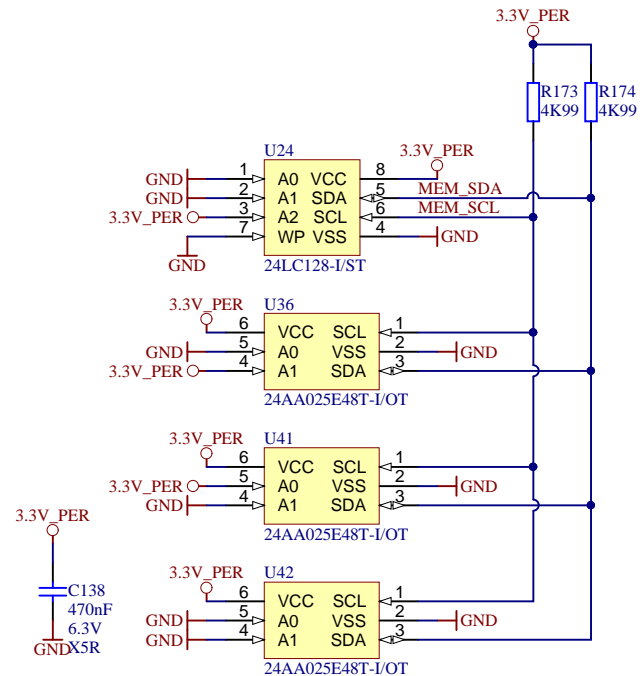 3.3V_PER
R173
4K99
R174
4K99
U24
3.3V_PER
GND 1 A0 VCC 8
GND 2 A1 SDA 5 MEM_SDA
3.3V_PER 3 A2 SCL 6 MEM_SCL
7 WP VSS 4 GND
GND
24LC128-I/ST
3.3V_PER
U36
6 VCC SCL 1
GND 5 A0 VSS 2 GND
3.3V_PER 4 A1 SDA 3
24AA025E48T-I/OT
3.3V_PER
U41
6 VCC SCL 1
3.3V_PER 5 A0 VSS 2 GND
GND 4 A1 SDA 3
24AA025E48T-I/OT
3.3V_PER
U42
6 VCC SCL 1
GND 5 A0 VSS 2 GND
GND 4 A1 SDA 3
24AA025E48T-I/OT
3.3V_PER
C138
470nF
6.3V
X5R
GND